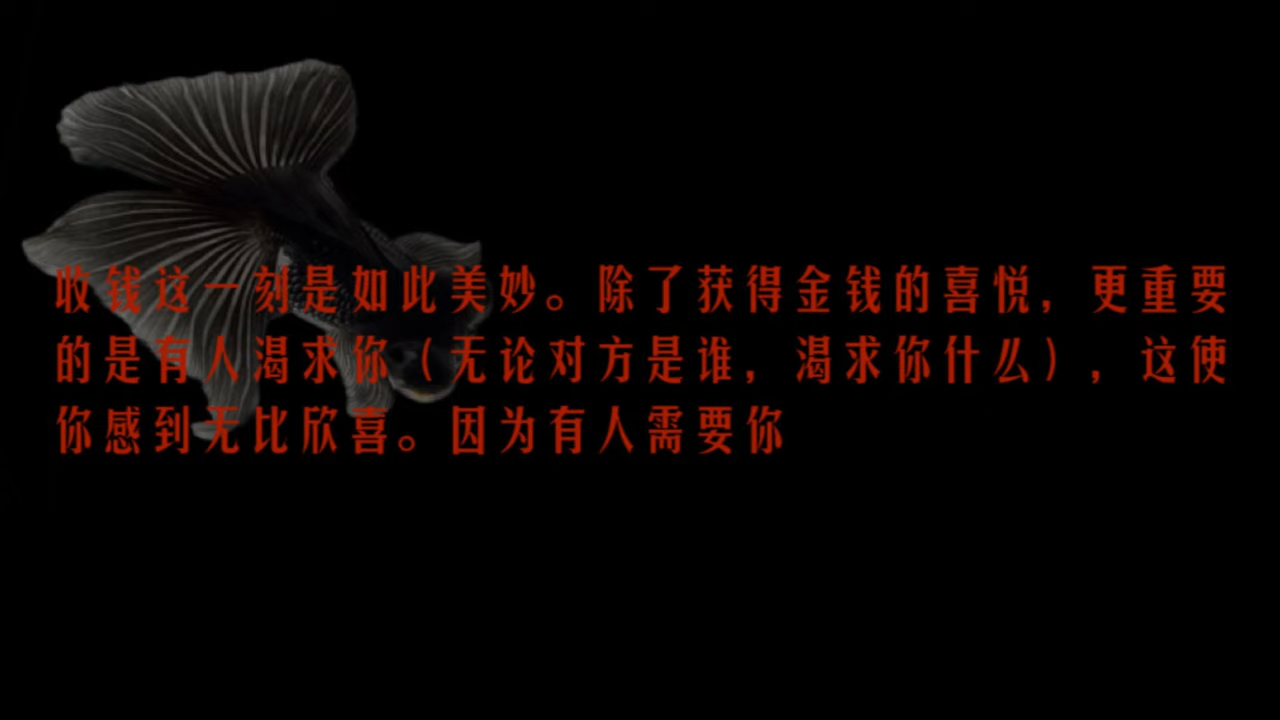 收钱这一刻是如此美妙。除了获得金钱的喜悦，更重要
的是有人渴求你（无论对方是谁，渴求你什么），这使
你感到无比欣喜。因为有人需要你